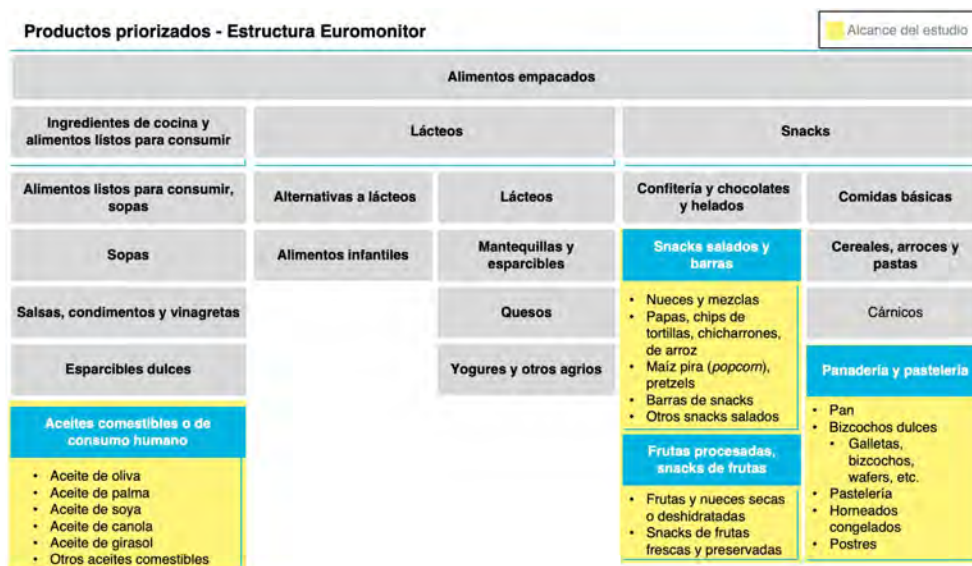 Productos priorizados - Estructura Euromonitor
Alcance del estudio
Alimentos empacados
Ingredientes de cocina y
alimentos listos para consumir
Lácteos
Snacks
Alimentos listos para consumir,
sopas
Alternativas a lácteos
Lácteos
Confitería y chocolates
y helados
Comidas básicas
Sopas
Alimentos infantiles
Mantequillas y
esparcibles
Snacks salados y
barras
Cereales, arroces y
pastas
Salsas, condimentos y vinagretas
Quesos
• Nueces y mezclas
• Papas, chips de
tortillas, chicharrones,
de arroz
• Maíz pira (popcorn),
pretzels
• Barras de snacks
• Otros snacks salados
Cárnicos
Esparcibles dulces
Yogures y otros agrios
Panadería y pastelería
Aceites comestibles o de
consumo humano
• Aceite de oliva
• Aceite de palma
• Aceite de soya
• Aceite de canola
• Aceite de girasol
• Otros aceites comestibles
Frutas procesadas,
snacks de frutas
• Frutas y nueces secas
o deshidratadas
• Snacks de frutas
frescas y preservadas
• Pan
• Bizcochos dulces
• Galletas,
bizcochos,
wafers, etc.
• Pastelería
• Horneados
congelados
• Postres